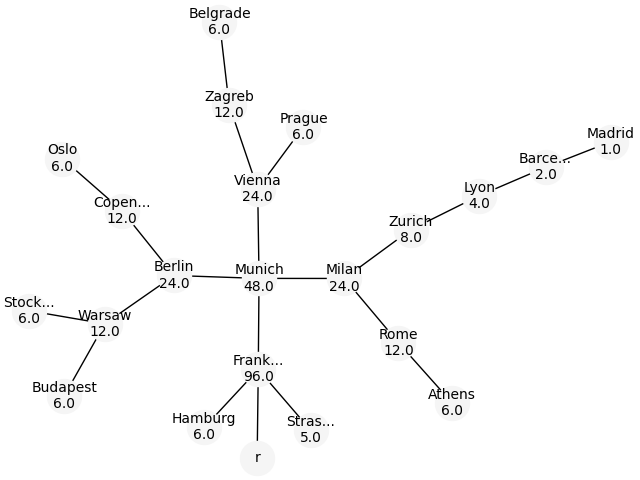 Belgrade
6.0
Zagreb
12.0
Prague
6.0
Madrid
1.0
Oslo
6.0
Barce...
2.0
Vienna
24.0
Lyon
4.0
Copen...
12.0
Zurich
8.0
Berlin
24.0
Munich
48.0
Milan
24.0
Stock...
6.0
Warsaw
12.0
Rome
12.0
Frank...
96.0
Budapest
6.0
Athens
6.0
Hamburg
6.0
Stras...
5.0
r